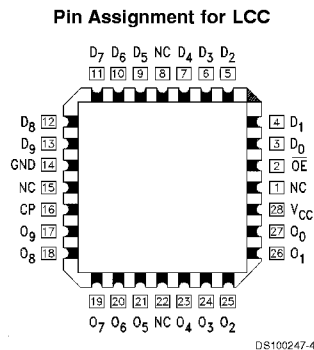 Pin Assignment for LCC
D7 D6 D5 NC D4 D3 D2
11 10 9 8 7 6 5
D8 12 4 D1
D9 13 3 D0
GND 14 2 O̅E̅
NC 15 1 NC
CP 16 28 VCC
O9 17 27 O0
O8 18 26 O1
19 20 21 22 23 24 25
O7 O6 O5 NC O4 O3 O2
DS100247-4